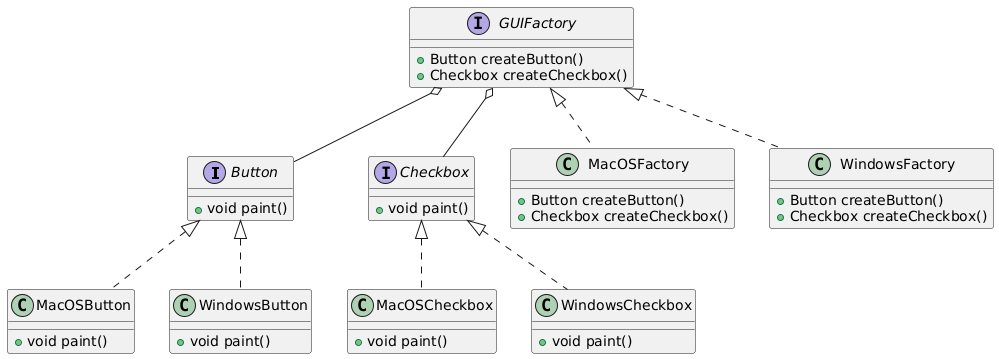 I GUIFactory
Button createButton()
Checkbox createCheckbox()
I Button
void paint()
I Checkbox
void paint()
C MacOSFactory
Button createButton()
Checkbox createCheckbox()
C WindowsFactory
Button createButton()
Checkbox createCheckbox()
C MacOSButton
void paint()
C WindowsButton
void paint()
C MacOSCheckbox
void paint()
C WindowsCheckbox
void paint()